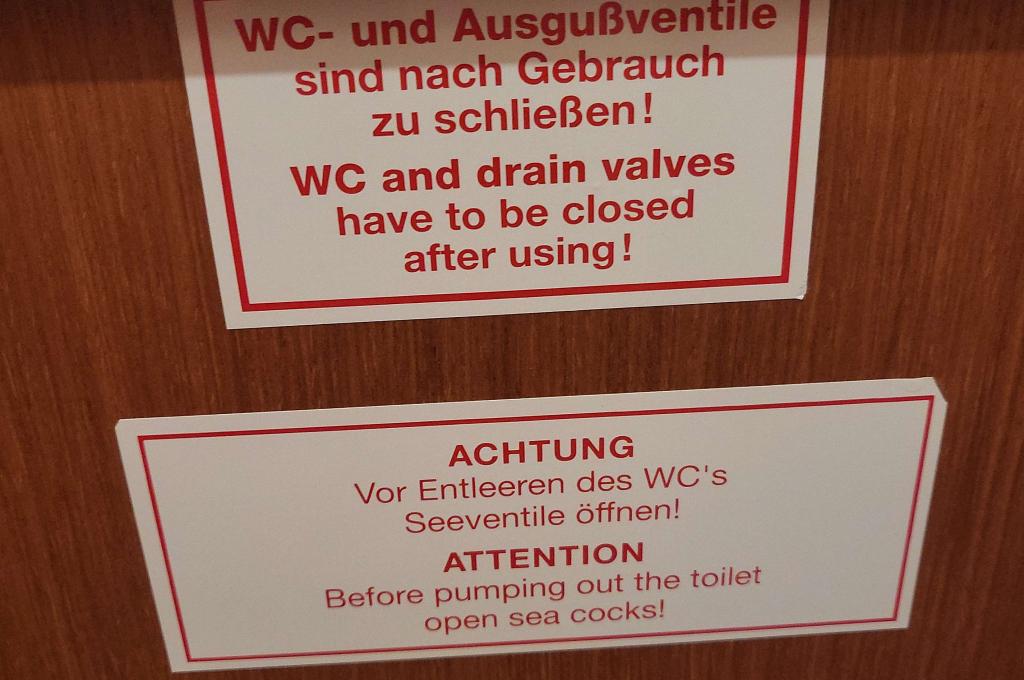 WC- und Ausgußventile
sind nach Gebrauch
zu schließen!
WC and drain valves
have to be closed
after using!
ACHTUNG
Vor Entleeren des WC's
Seeventile öffnen!
ATTENTION
Before pumping out the toilet
open sea cocks!